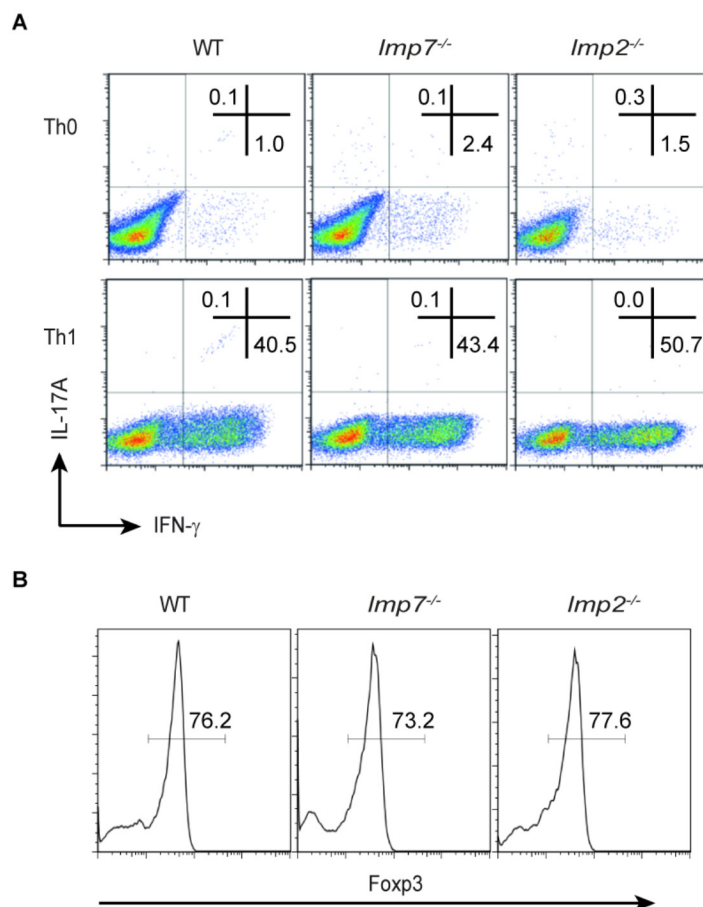 A
WT Imp7-/- Imp2-/-
Th0
0.1 0.1 0.3
1.0 2.4 1.5
Th1
0.1 0.1 0.0
40.5 43.4 50.7
IL-17A
IFN-γ
B
WT Imp7-/- Imp2-/-
76.2 73.2 77.6
Foxp3